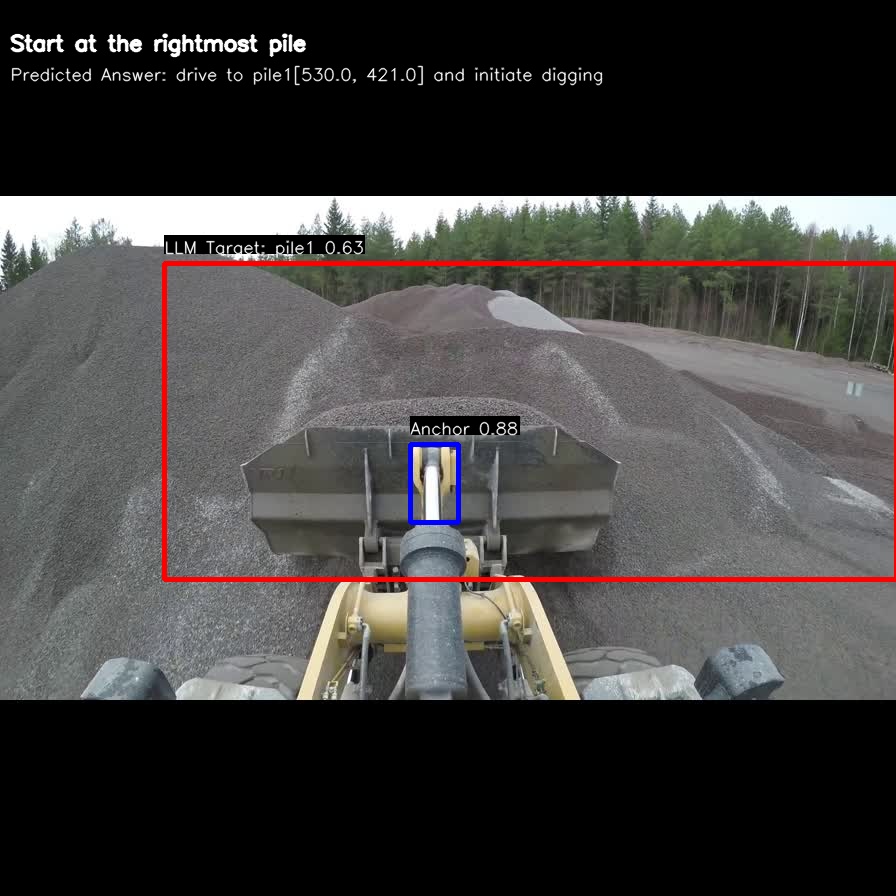 Start at the rightmost pile
Predicted Answer: drive to pile1[530.0, 421.0] and initiate digging
LLM Target: pile1 0.63
Anchor 0.88